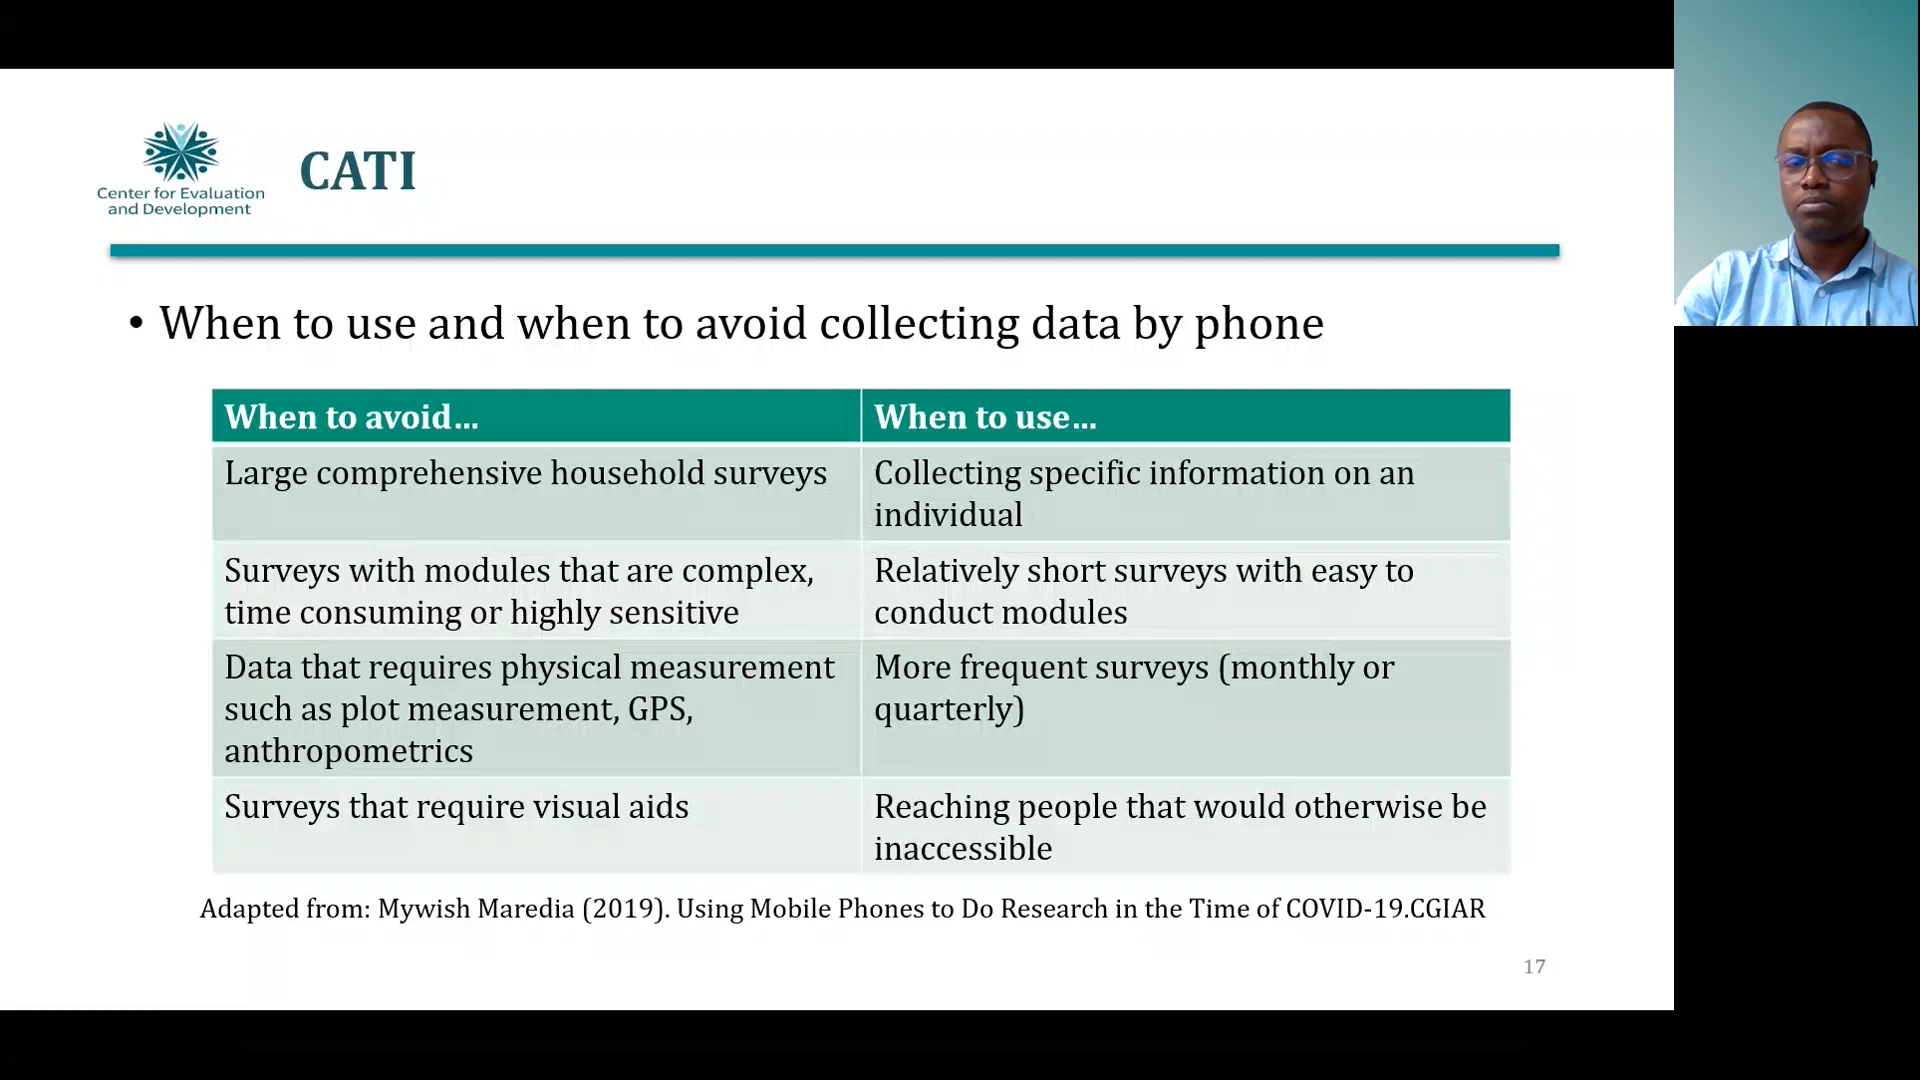 Center for Evaluation
and Development
CATI
• When to use and when to avoid collecting data by phone
When to avoid…
When to use…
Large comprehensive household surveys
Collecting specific information on an
individual
Surveys with modules that are complex,
time consuming or highly sensitive
Relatively short surveys with easy to
conduct modules
Data that requires physical measurement
such as plot measurement, GPS,
anthropometrics
More frequent surveys (monthly or
quarterly)
Surveys that require visual aids
Reaching people that would otherwise be
inaccessible
Adapted from: Mywish Maredia (2019). Using Mobile Phones to Do Research in the Time of COVID-19.CGIAR
17